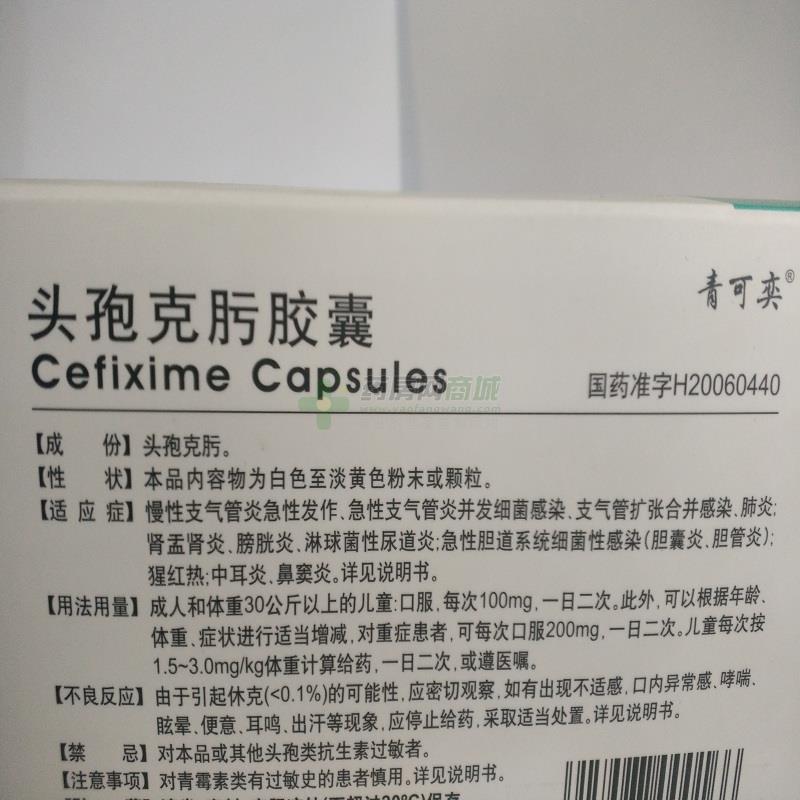 青可奕®
头孢克肟胶囊
Cefixime Capsules
国药准字H20060440
药房网商城
www.yaofangwang.com
【成 份】头孢克肟。
【性 状】本品内容物为白色至淡黄色粉末或颗粒。
【适应症】慢性支气管炎急性发作、急性支气管炎并发细菌感染、支气管扩张合并感染、肺炎;
肾盂肾炎、膀胱炎、淋球菌性尿道炎;急性胆道系统细菌性感染(胆囊炎、胆管炎);
猩红热;中耳炎、鼻窦炎。详见说明书。
【用法用量】成人和体重30公斤以上的儿童:口服, 每次100mg, 一日二次。此外, 可以根据年龄、
体重、症状进行适当增减, 对重症患者, 可每次口服200mg, 一日二次。儿童每次按
1.5~3.0mg/kg体重计算给药, 一日二次, 或遵医嘱。
【不良反应】由于引起休克(<0.1%)的可能性, 应密切观察, 如有出现不适感, 口内异常感、哮喘、
眩晕、便意、耳鸣、出汗等现象, 应停止给药, 采取适当处置。详见说明书。
【禁 忌】对本品或其他头孢类抗生素过敏者。
【注意事项】对青霉素类有过敏史的患者慎用。详见说明书。